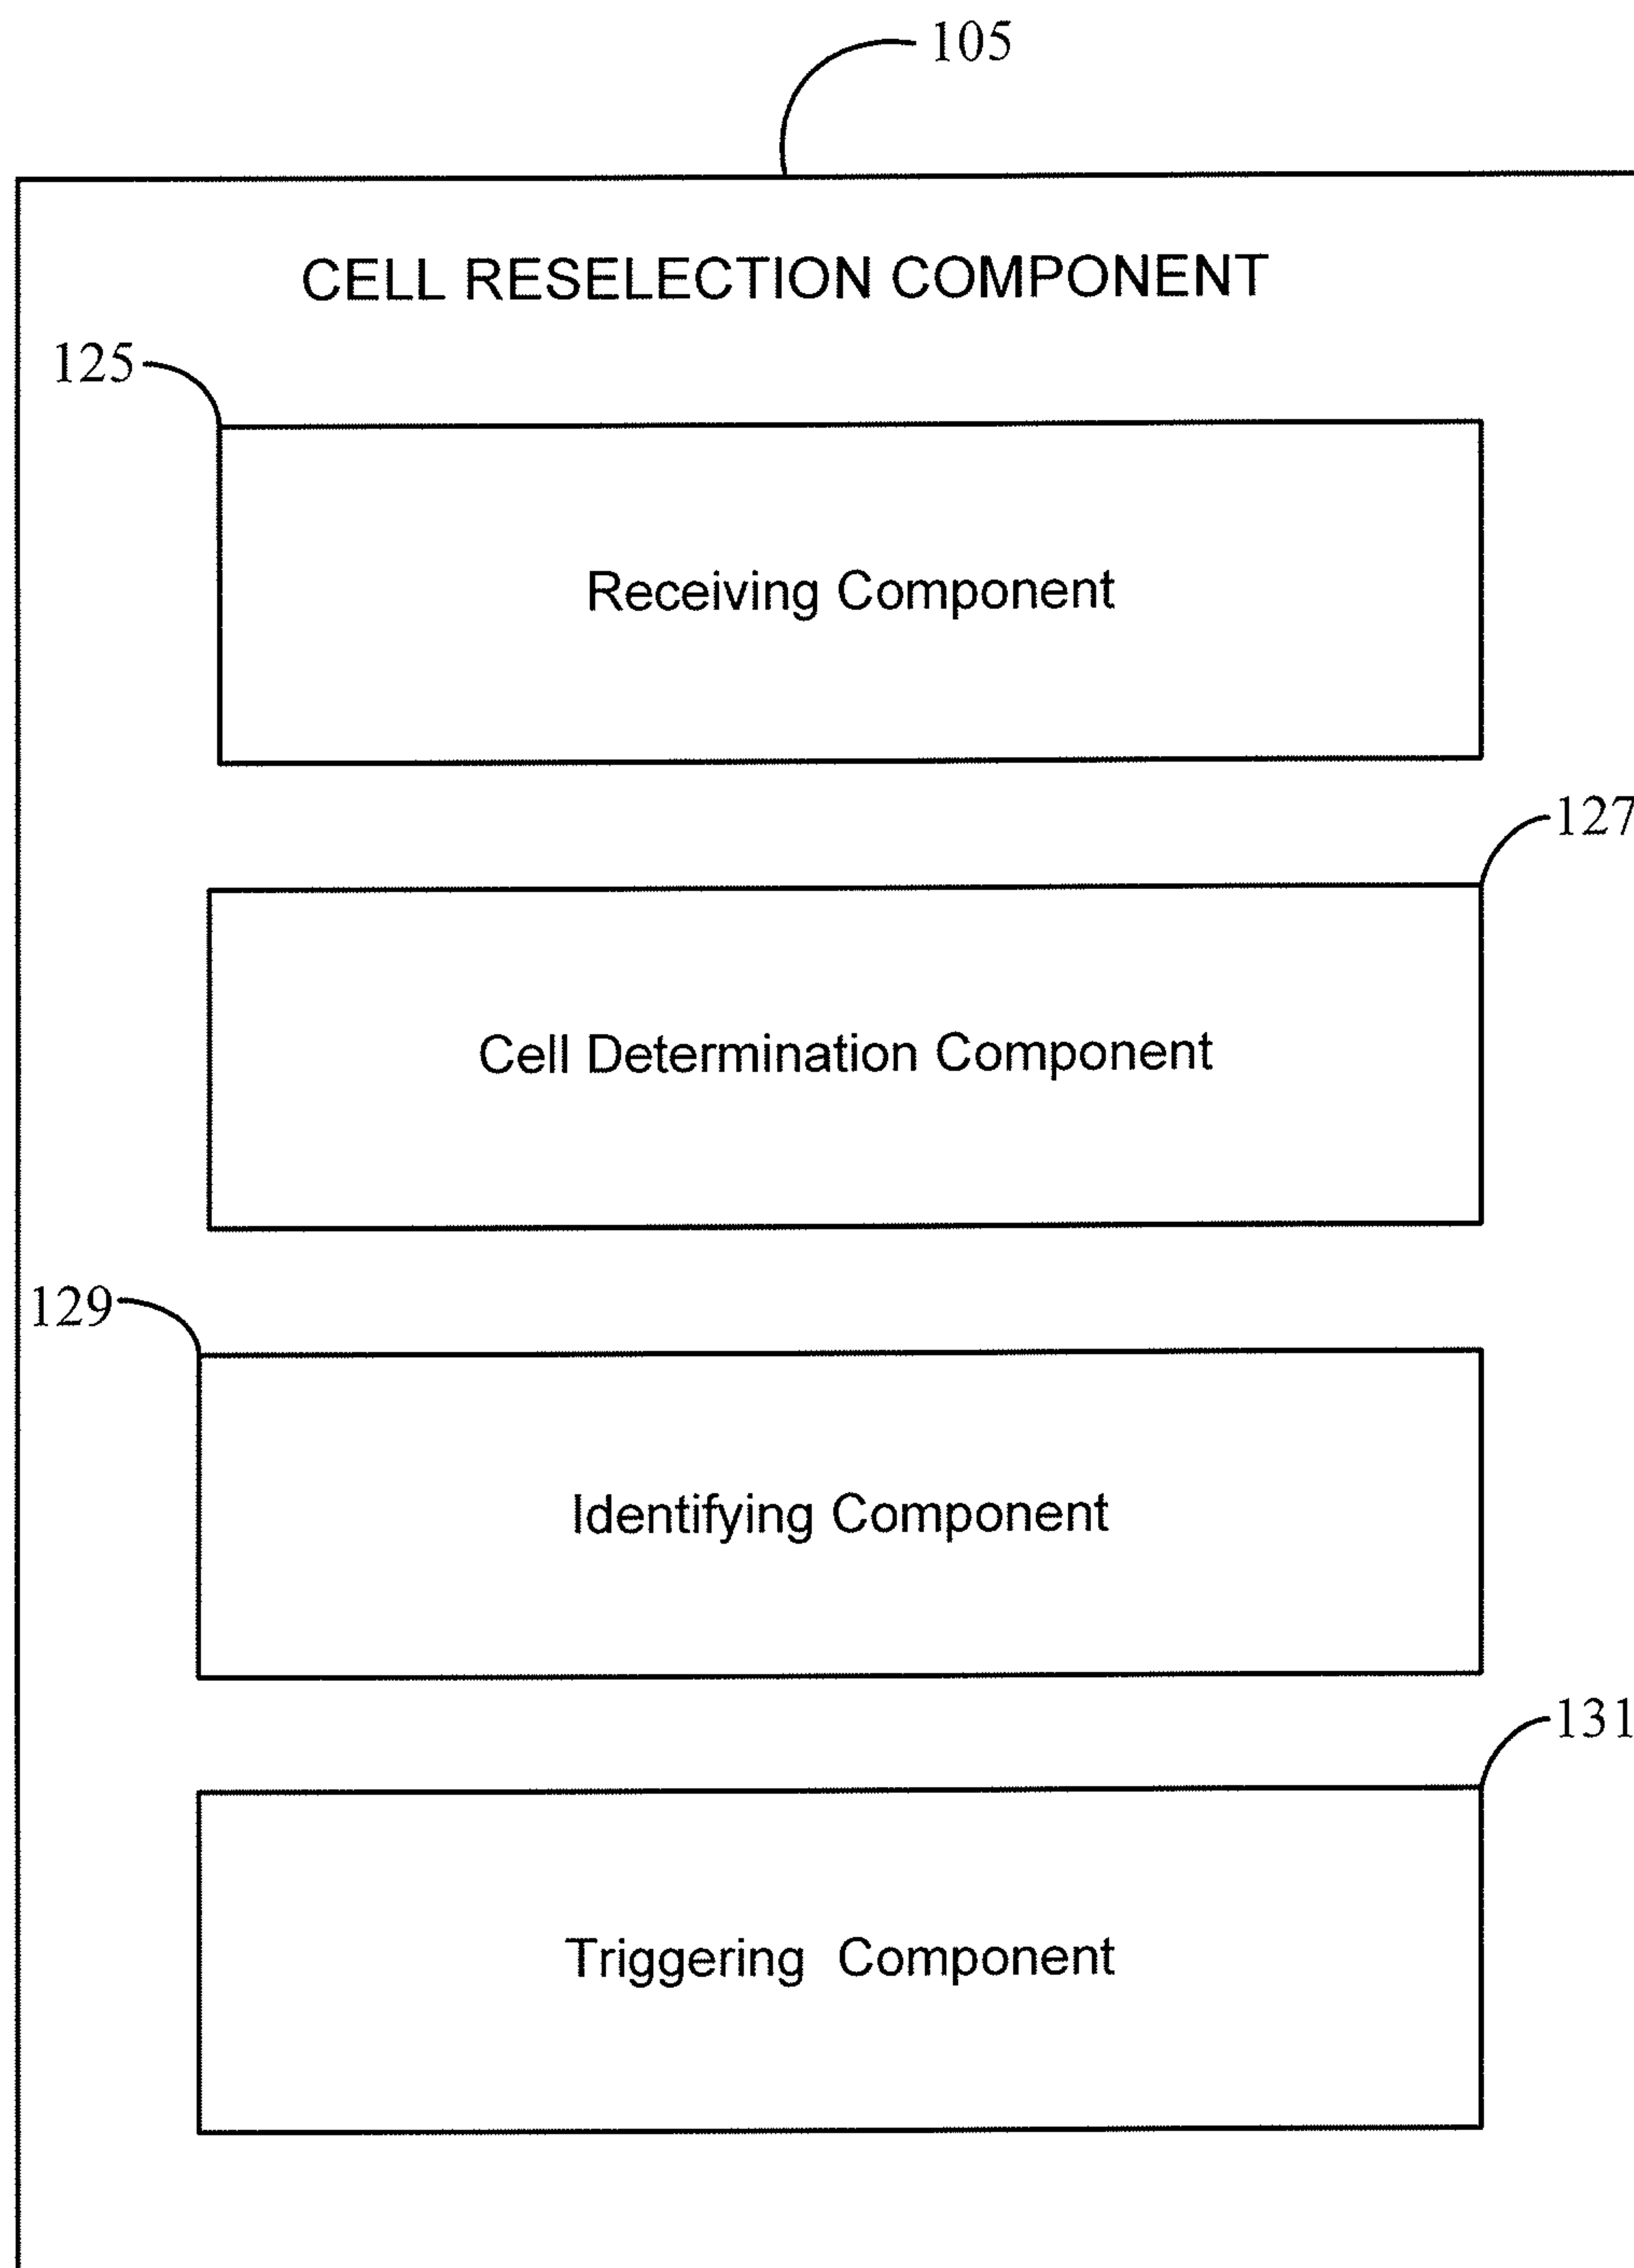 105
CELL RESELECTION COMPONENT
125
Receiving Component
127
Cell Determination Component
129
Identifying Component
131
Triggering Component